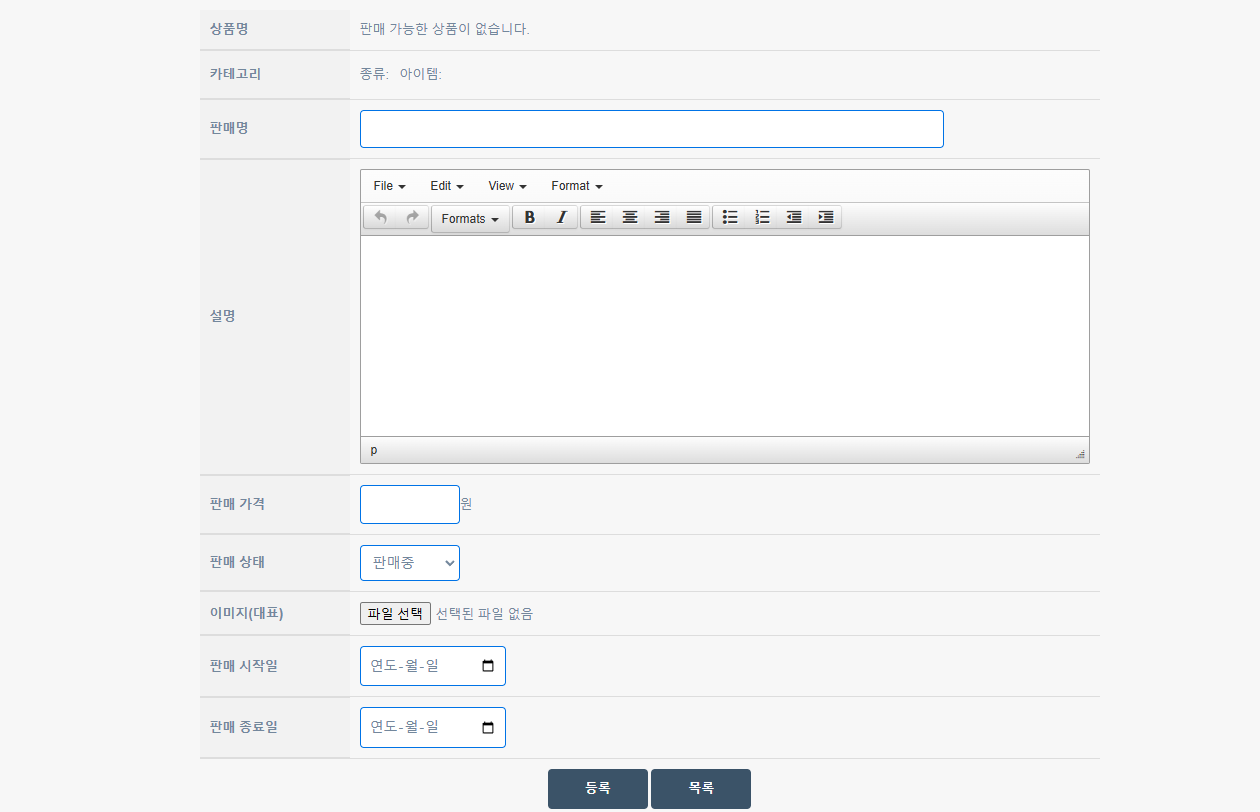 상품명 판매 가능한 상품이 없습니다.
카테고리 종류: 아이템:
판매명
File Edit View Format
Formats B I
설명
p
판매 가격 원
판매 상태 판매중
이미지(대표) 파일 선택 선택된 파일 없음
판매 시작일 연도-월-일
판매 종료일 연도-월-일
등록 목록